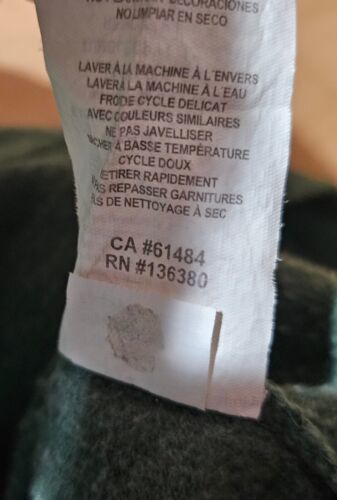 DECORACIONES
NO LIMPIAR EN SECO
LAVER À LA MACHINE À L'ENVERS
LAVER À LA MACHINE À L'EAU
FROIDE CYCLE DELICAT
AVEC COULEURS SIMILAIRES
NE PAS JAVELLISER
SÉCHER À BASSE TEMPÉRATURE
CYCLE DOUX
RETIRER RAPIDEMENT
PAS REPASSER GARNITURES
PAS DE NETTOYAGE À SEC
CA #61484
RN #136380